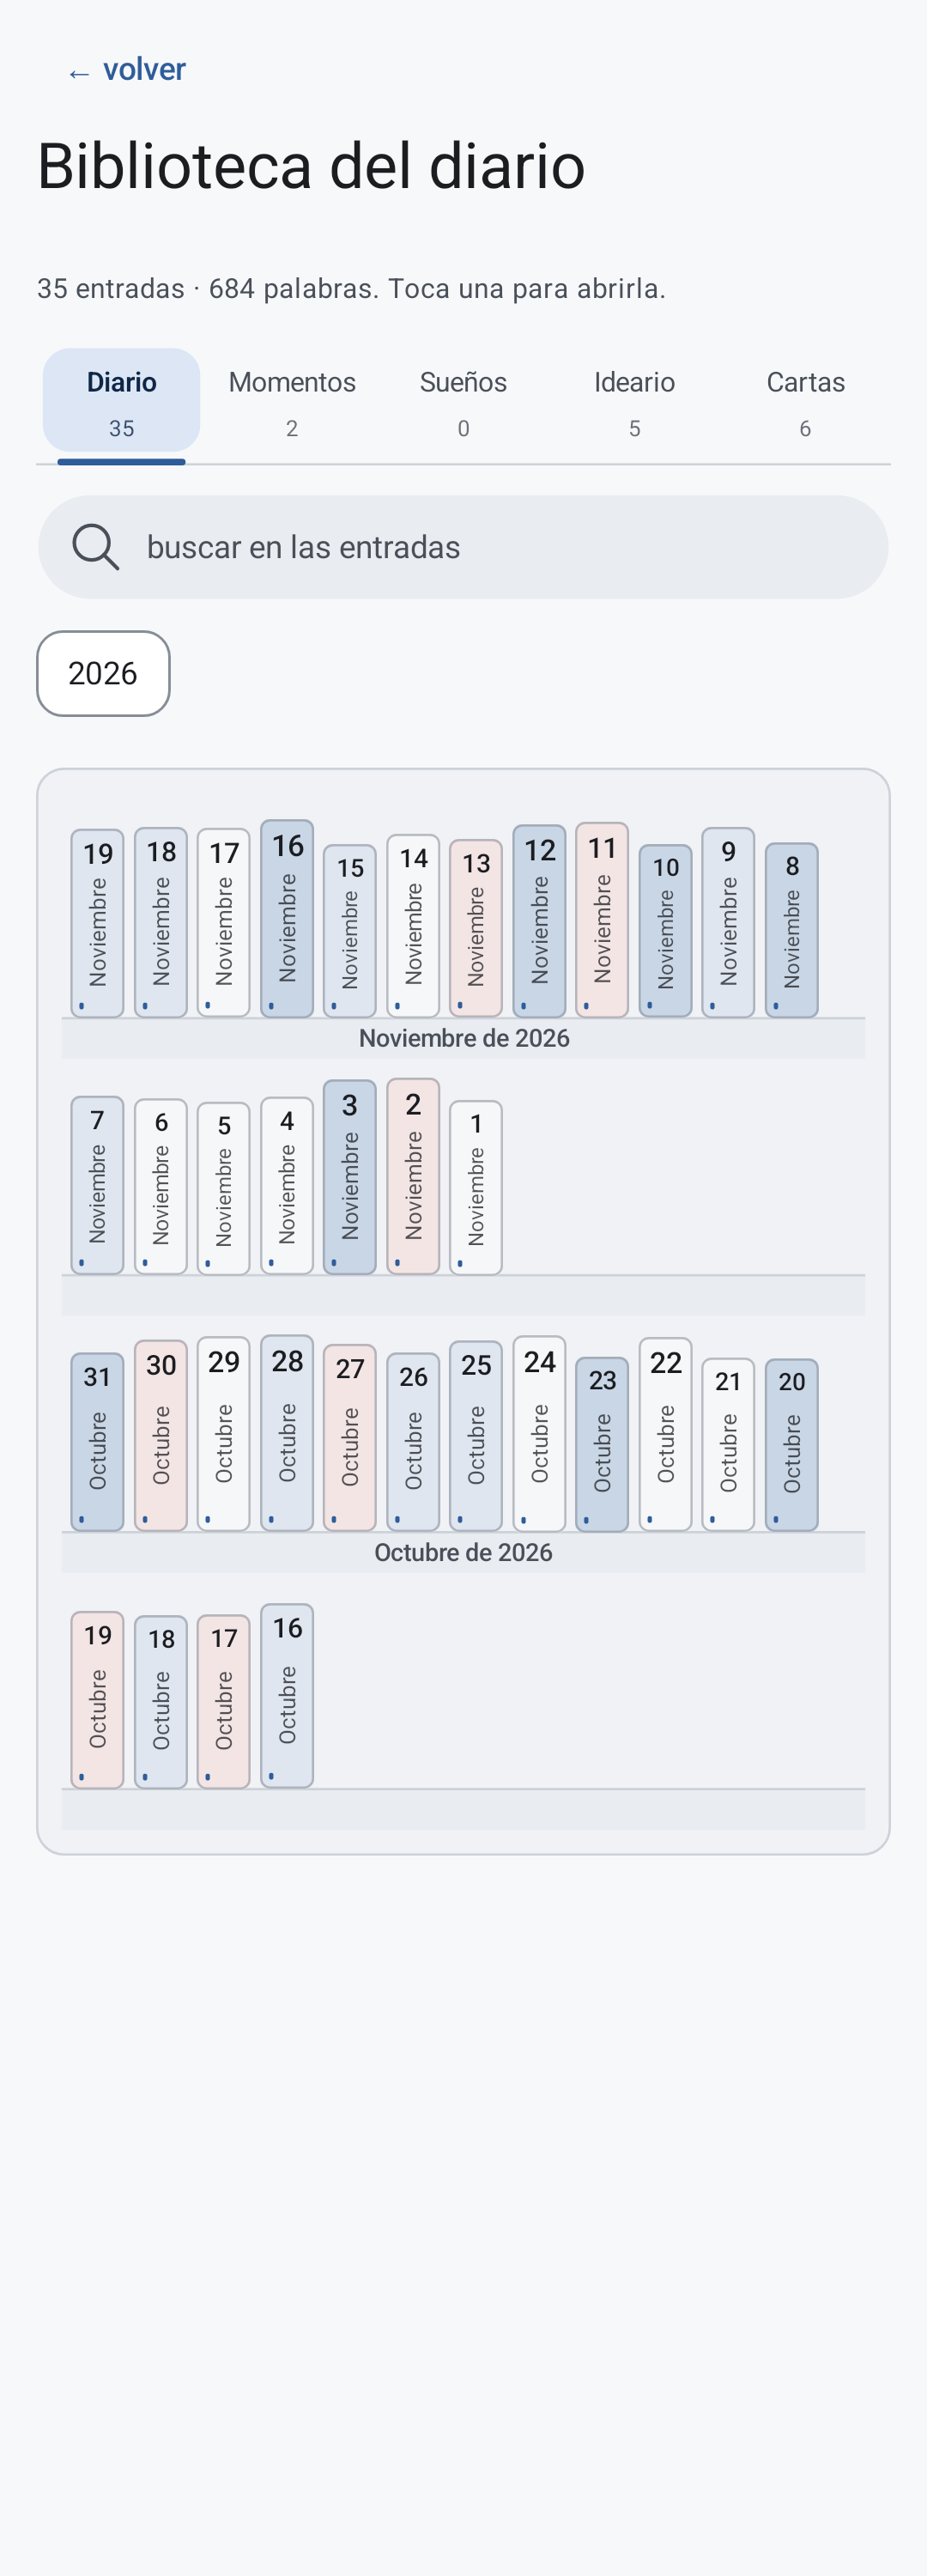 ← volver
Biblioteca del diario
35 entradas · 684 palabras. Toca una para abrirla.
Diario Momentos Sueños Ideario Cartas
35 2 0 5 6
buscar en las entradas
2026
19 18 17 16 15 14 13 12 11 10 9 8
Noviembre Noviembre Noviembre Noviembre Noviembre Noviembre Noviembre Noviembre Noviembre Noviembre Noviembre Noviembre
Noviembre de 2026
7 6 5 4 3 2 1
Noviembre Noviembre Noviembre Noviembre Noviembre Noviembre Noviembre
31 30 29 28 27 26 25 24 23 22 21 20
Octubre Octubre Octubre Octubre Octubre Octubre Octubre Octubre Octubre Octubre Octubre Octubre
Octubre de 2026
19 18 17 16
Octubre Octubre Octubre Octubre